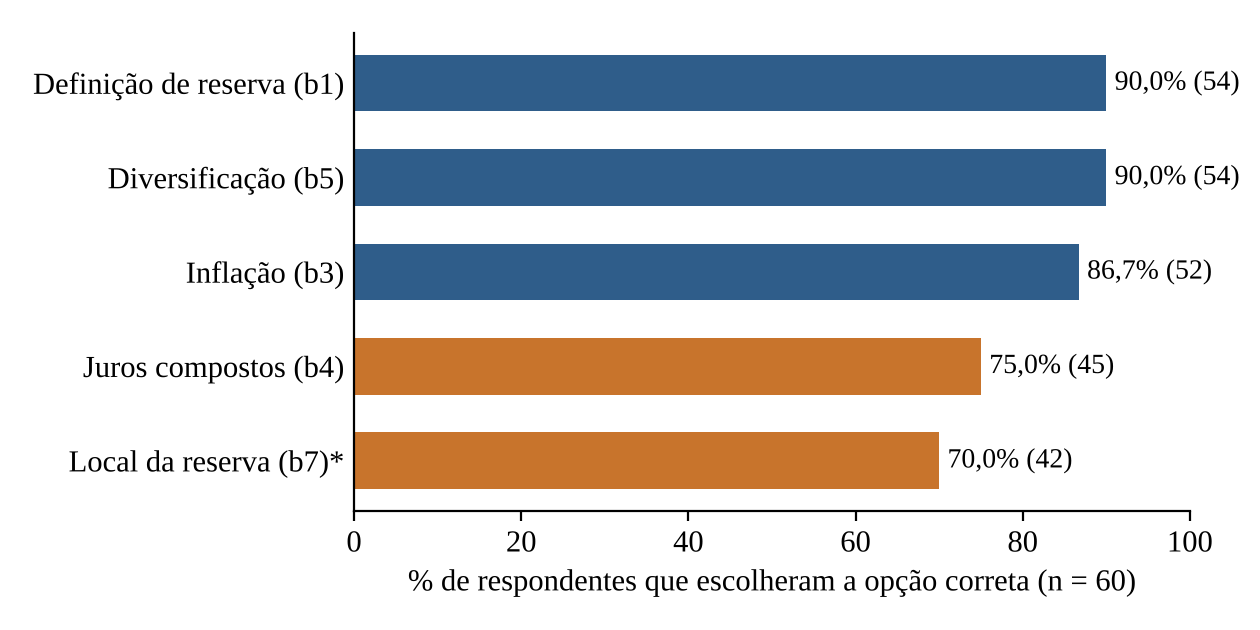 Definição de reserva (b1) 90,0% (54)
Diversificação (b5) 90,0% (54)
Inflação (b3) 86,7% (52)
Juros compostos (b4) 75,0% (45)
Local da reserva (b7)* 70,0% (42)
0 20 40 60 80 100
% de respondentes que escolheram a opção correta (n = 60)